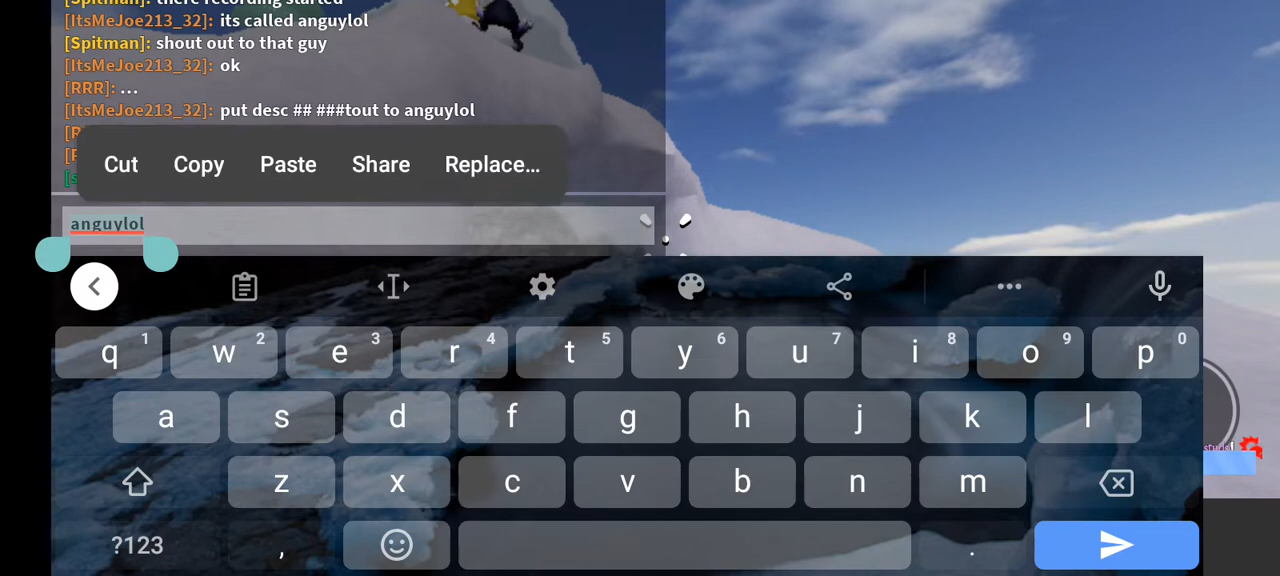 [Spitman]: there recording started
[ItsMeJoe213_32]: its called anguylol
[Spitman]: shout out to that guy
[ItsMeJoe213_32]: ok
[RRR]: ...
[ItsMeJoe213_32]: put desc ## ###tout to anguylol
Cut Copy Paste Share Replace...
anguylol
q 1 w 2 e 3 r 4 t 5 y 6 u 7 i 8 o 9 p 0
a s d f g h j k l
studs
z x c v b n m
?123 , .